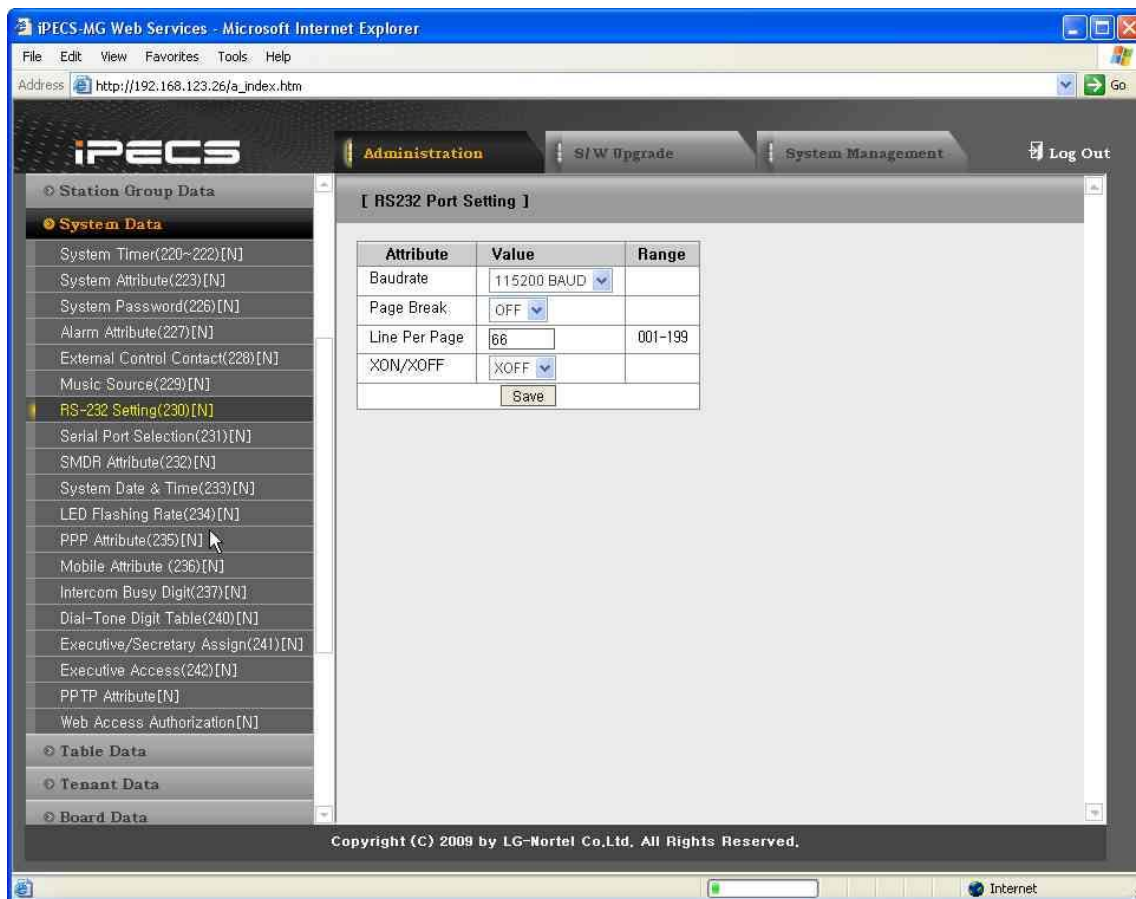 iPECS-MG Web Services - Microsoft Internet Explorer
File Edit View Favorites Tools Help
Address http://192.168.123.26/a_index.htm Go
iPECS
Administration S/W Upgrade System Management Log Out
Station Group Data
System Data
System Timer(220~222)[N]
System Attribute(223)[N]
System Password(226)[N]
Alarm Attribute(227)[N]
External Control Contact(228)[N]
Music Source(229)[N]
RS-232 Setting(230)[N]
Serial Port Selection(231)[N]
SMDR Attribute(232)[N]
System Date & Time(233)[N]
LED Flashing Rate(234)[N]
PPP Attribute(235)[N]
Mobile Attribute (236)[N]
Intercom Busy Digit(237)[N]
Dial-Tone Digit Table(240)[N]
Executive/Secretary Assign(241)[N]
Executive Access(242)[N]
PPTP Attribute[N]
Web Access Authorization[N]
Table Data
Tenant Data
Board Data
[ RS232 Port Setting ]
Attribute Value Range
Baudrate 115200 BAUD
Page Break OFF
Line Per Page 66 001-199
XON/XOFF XOFF
Save
Copyright (C) 2009 by LG-Nortel Co,Ltd, All Rights Reserved,
Internet